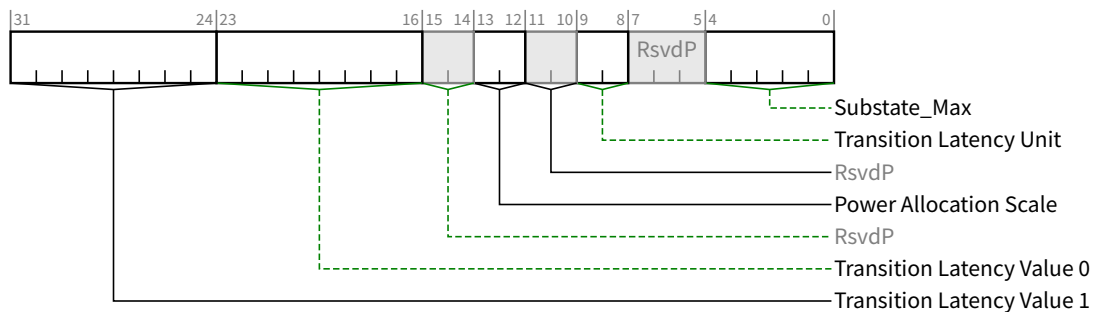 31 24 23 16 15 14 13 12 11 10 9 8 7 5 4 0
RsvdP
Substate_Max
Transition Latency Unit
RsvdP
Power Allocation Scale
RsvdP
Transition Latency Value 0
Transition Latency Value 1